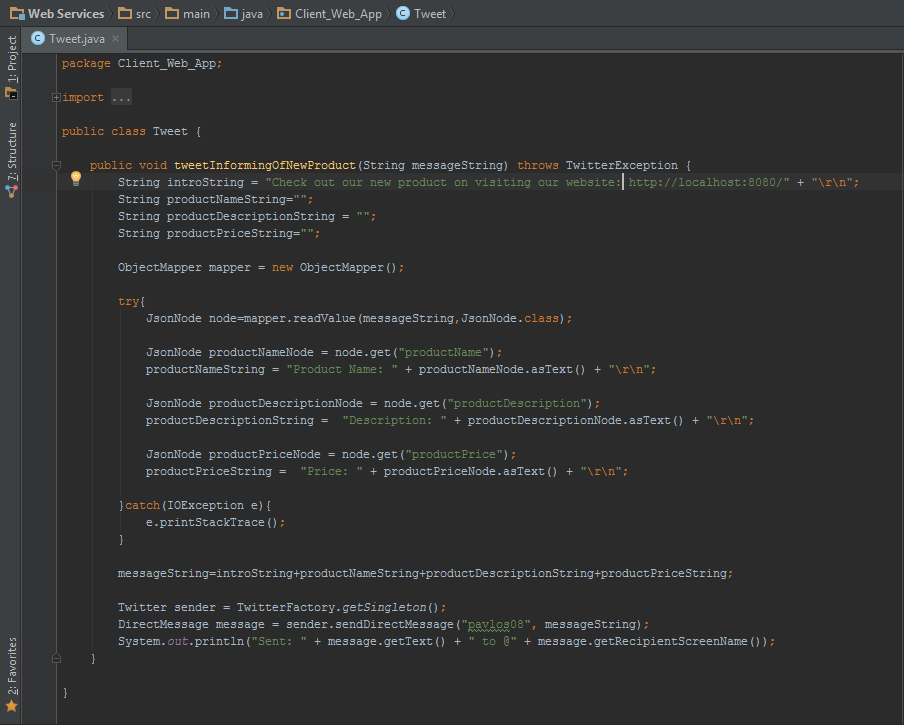 Web Services src main java Client_Web_App Tweet
Tweet.java
1: Project
7: Structure
2: Favorites
package Client_Web_App;
import ...
public class Tweet {
public void tweetInformingOfNewProduct(String messageString) throws TwitterException {
String introString = "Check out our new product on visiting our website: http://localhost:8080/" + "\r\n";
String productNameString="";
String productDescriptionString = "";
String productPriceString="";
ObjectMapper mapper = new ObjectMapper();
try{
JsonNode node=mapper.readValue(messageString,JsonNode.class);
JsonNode productNameNode = node.get("productName");
productNameString = "Product Name: " + productNameNode.asText() + "\r\n";
JsonNode productDescriptionNode = node.get("productDescription");
productDescriptionString =  "Description: " + productDescriptionNode.asText() + "\r\n";
JsonNode productPriceNode = node.get("productPrice");
productPriceString =  "Price: " + productPriceNode.asText() + "\r\n";
}catch(IOException e){
e.printStackTrace();
}
messageString=introString+productNameString+productDescriptionString+productPriceString;
Twitter sender = TwitterFactory.getSingleton();
DirectMessage message = sender.sendDirectMessage("pavlos08", messageString);
System.out.println("Sent: " + message.getText() + " to @" + message.getRecipientScreenName());
}
}